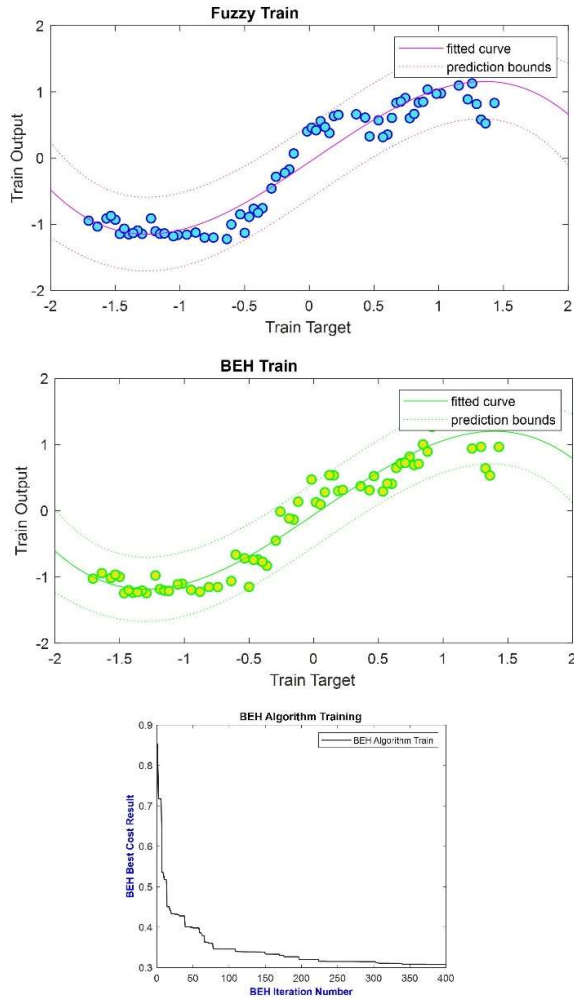 Fuzzy Train
2
1
0
-1
-2
Train Output
fitted curve
prediction bounds
-2 -1.5 -1 -0.5 0 0.5 1 1.5 2
Train Target
BEH Train
2
1
0
-1
-2
Train Output
fitted curve
prediction bounds
-2 -1.5 -1 -0.5 0 0.5 1 1.5 2
Train Target
BEH Algorithm Training
0.9
0.8
0.7
0.6
0.5
0.4
0.3
BEH Best Cost Result
BEH Algorithm Train
0 50 100 150 200 250 300 350 400
BEH Iteration Number